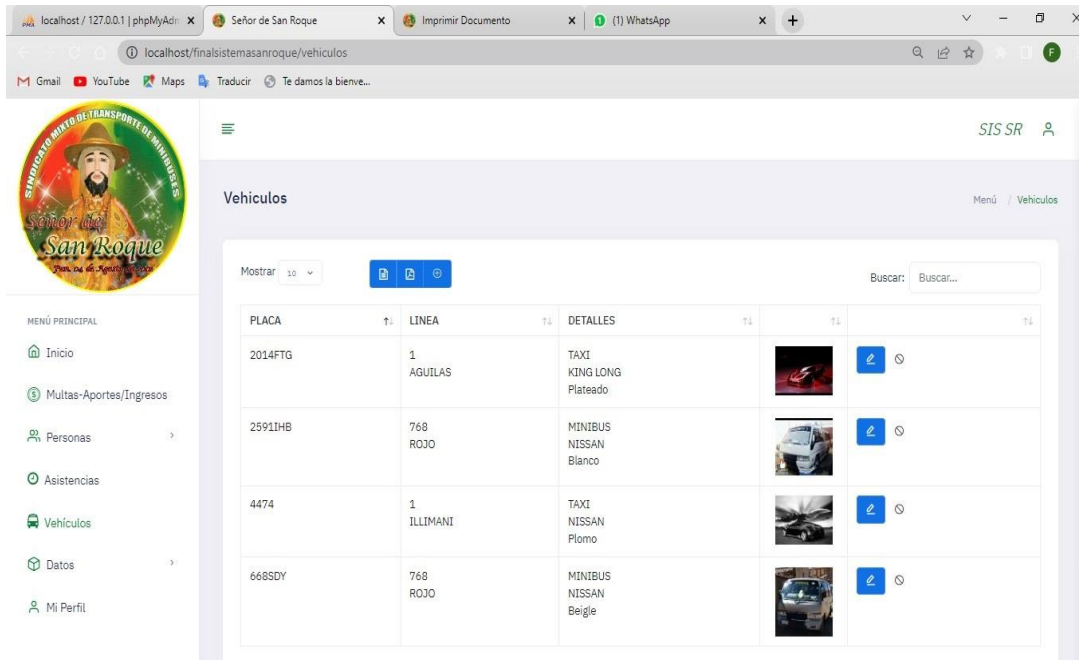 localhost / 127.0.0.1 | phpMyAdm
Señor de San Roque
Imprimir Documento
(1) WhatsApp
localhost/finalsistemasanroque/vehiculos
F
Gmail
YouTube
Maps
Traducir
Te damos la bienve...
SINDICATO MIXTO DE TRANSPORTE DE MINIBUSES
Señor de
San Roque
SIS SR
Vehiculos
Menú / Vehiculos
Mostrar 10
Buscar: Buscar...
MENÚ PRINCIPAL
Inicio
Multas-Aportes/Ingresos
Personas
Asistencias
Vehículos
Datos
Mi Perfil
PLACA LINEA DETALLES
2014FTG 1 TAXI
AGUILAS KING LONG
Plateado
2591IHB 768 MINIBUS
ROJO NISSAN
Blanco
4474 1 TAXI
ILLIMANI NISSAN
Plomo
668SDY 768 MINIBUS
ROJO NISSAN
Beigle